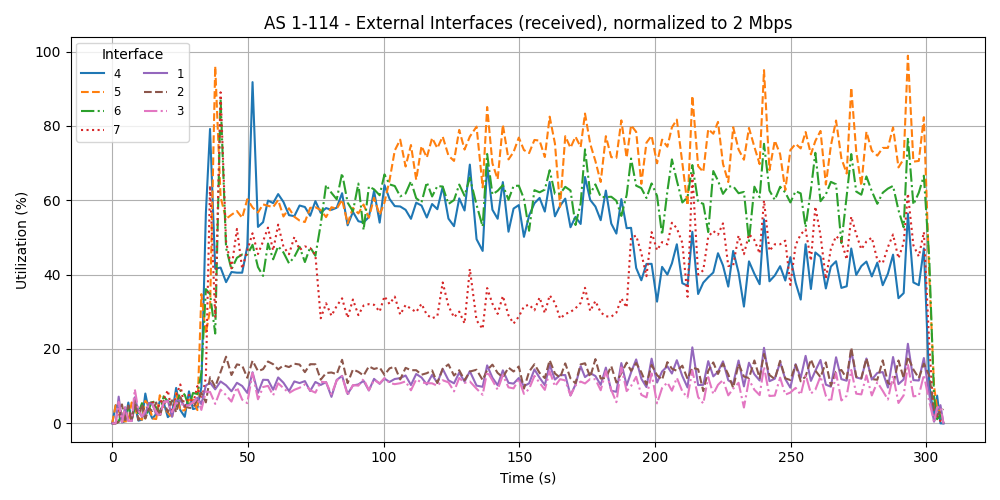 AS 1-114 - External Interfaces (received), normalized to 2 Mbps
Interface
4 1
5 2
6 3
7
Utilization (%)
100
80
60
40
20
0
0 50 100 150 200 250 300
Time (s)